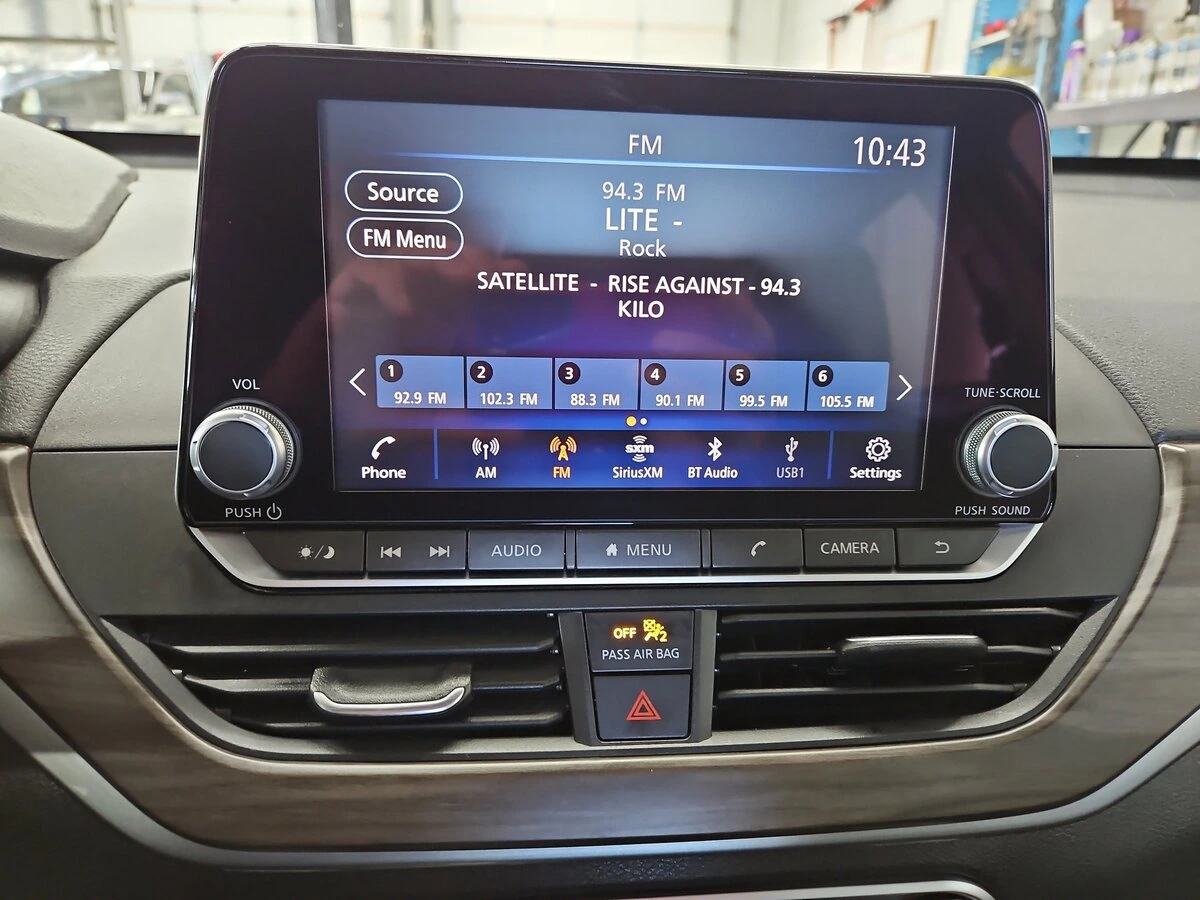 FM
10:43
Source
94.3 FM
LITE -
FM Menu
Rock
SATELLITE - RISE AGAINST - 94.3
KILO
1
92.9 FM
2
102.3 FM
3
88.3 FM
4
90.1 FM
5
99.5 FM
6
105.5 FM
VOL
TUNE·SCROLL
Phone
AM
FM
sxm
SiriusXM
BT Audio
USB1
Settings
PUSH
PUSH SOUND
AUDIO
MENU
CAMERA
OFF 2
PASS AIR BAG